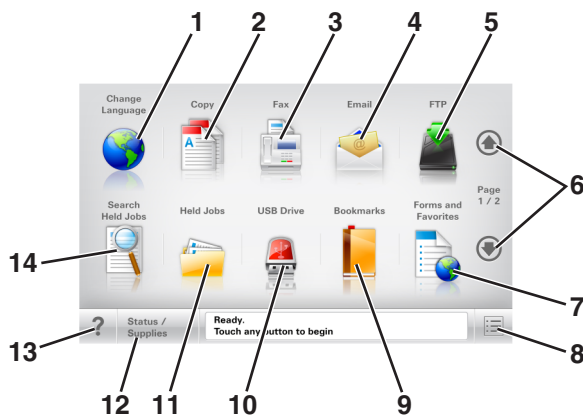 1 2 3 4 5
Change
Language
Copy
Fax
Email
FTP
A
@
6
Page
1 / 2
Search
Held Jobs
Held Jobs
USB Drive
Bookmarks
Forms and
Favorites
14
7
?
Status /
Supplies
Ready.
Touch any button to begin
13 12 11 10 9 8